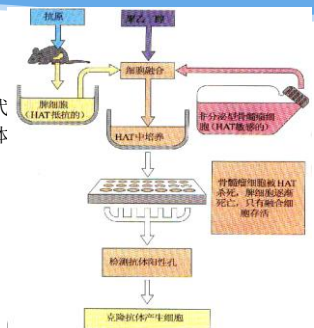 抗原
聚乙二醇
细胞融合
脾细胞
(HAT抵抗的)
非分泌型骨髓瘤细
胞(HAT敏感的)
代
体
HAT中培养
骨髓瘤细胞被HAT
杀死，脾细胞逐渐
死亡，只有融合细
胞存活
检测抗体阳性孔
克隆抗体产生细胞